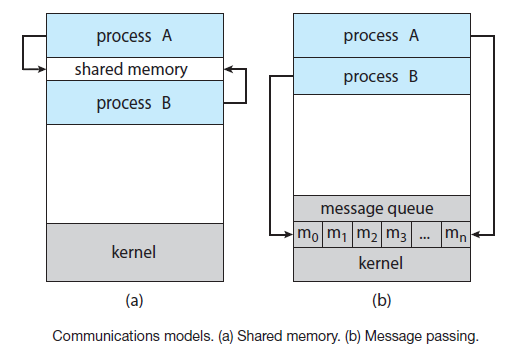 process A
shared memory
process B
kernel
(a)
process A
process B
message queue
m0 m1 m2 m3 ... mn
kernel
(b)
Communications models. (a) Shared memory. (b) Message passing.